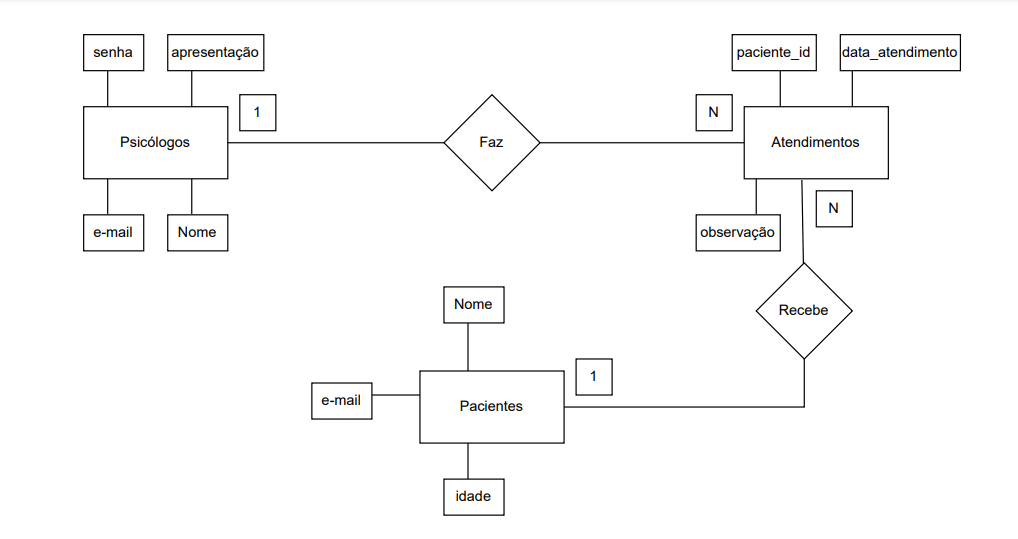 senha
apresentação
paciente_id
data_atendimento
1
N
Psicólogos
Faz
Atendimentos
N
e-mail
Nome
observação
Nome
Recebe
1
e-mail
Pacientes
idade